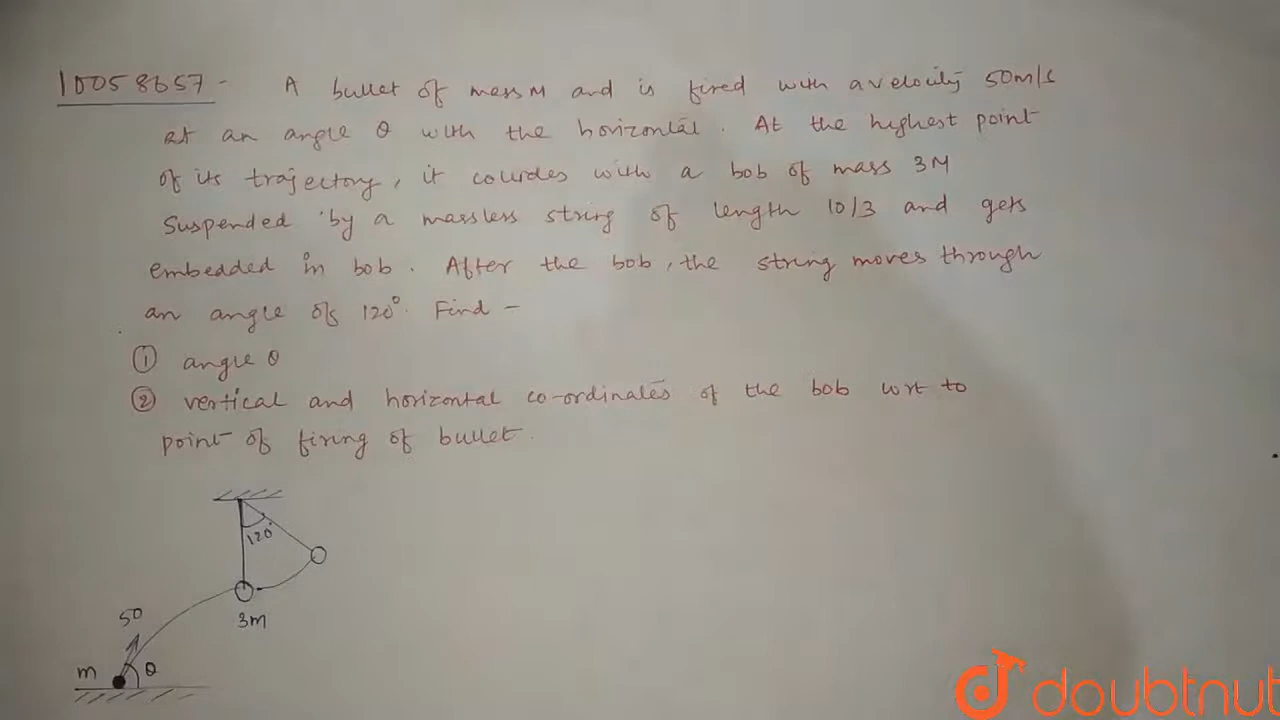 10058657 - A bullet of mass M and is fired with a velocity 50m/s
at an angle θ with the horizontal. At the highest point
of its trajectory, it collides with a bob of mass 3M
suspended by a massless string of length 10/3 and gets
embedded in bob. After the bob, the string moves through
an angle of 120°. Find -
① angle θ
② vertical and horizontal co-ordinates of the bob wrt to
point of firing of bullet.
120°
50
3m
m θ
doubtnut